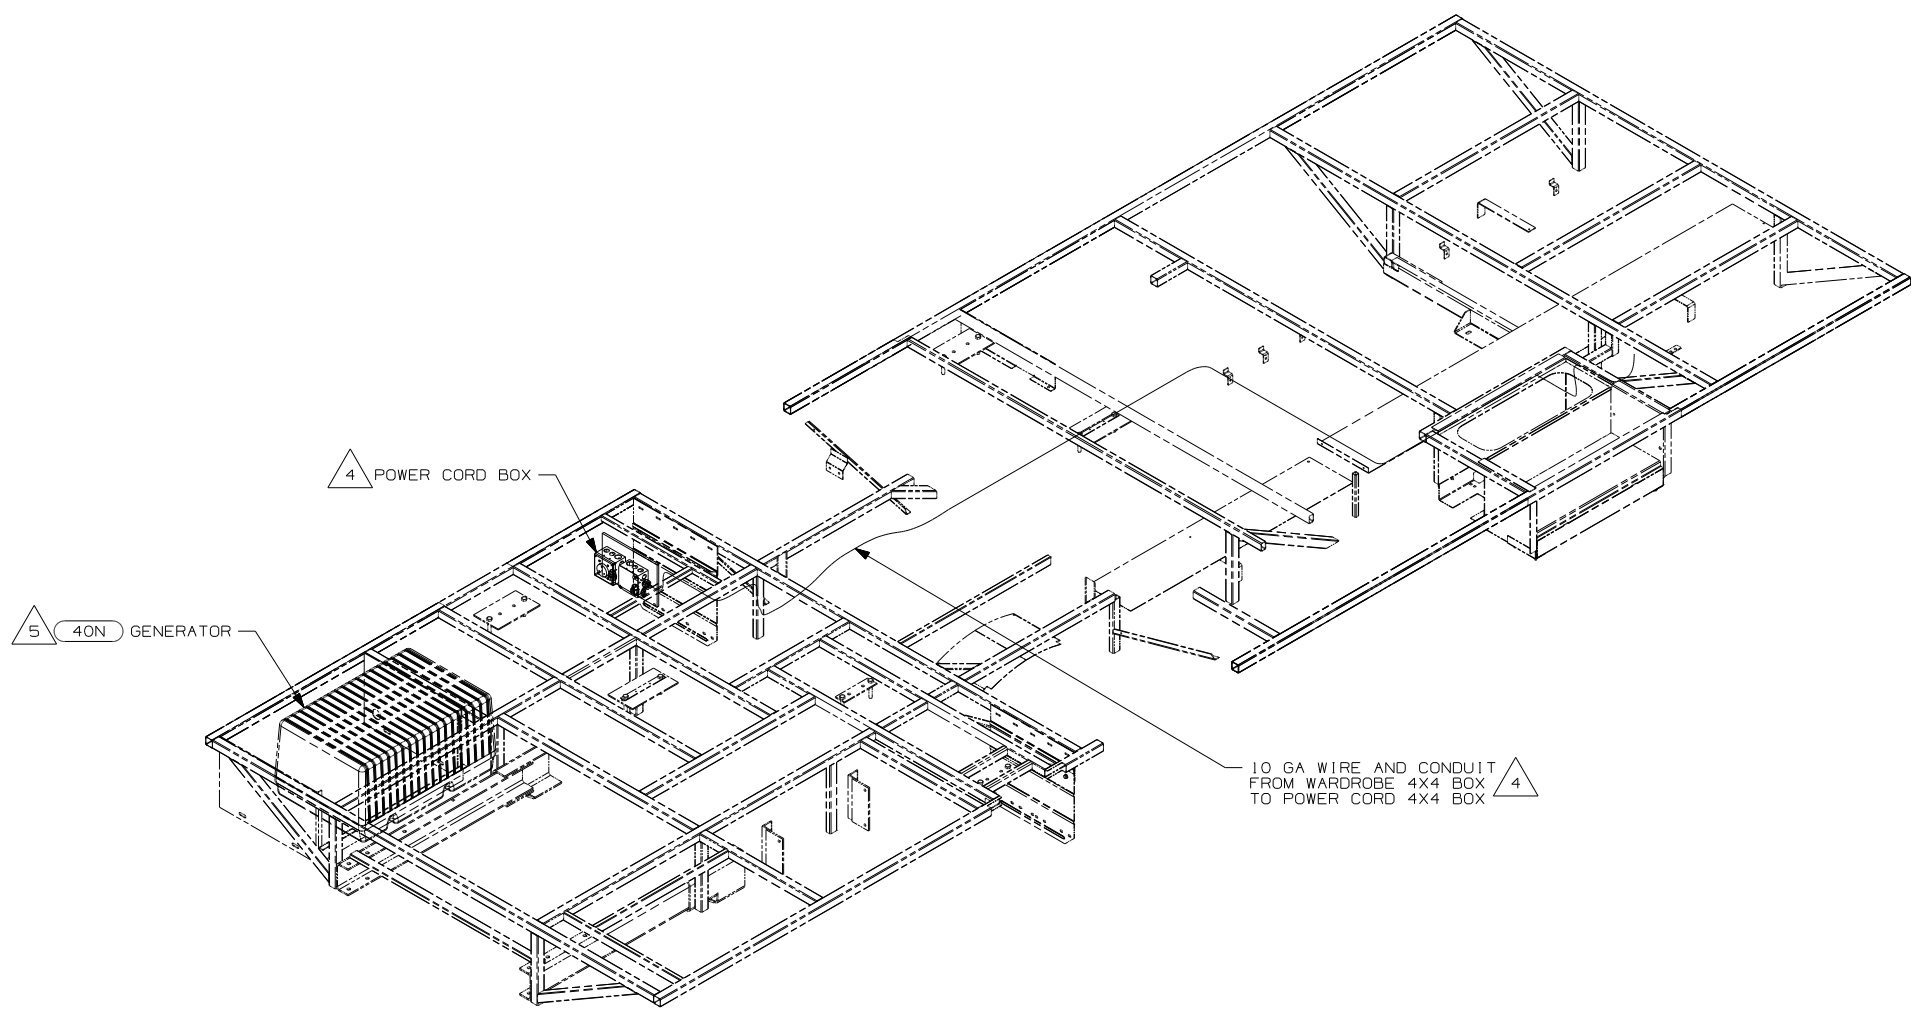 4 POWER CORD BOX
5 40N GENERATOR
10 GA WIRE AND CONDUIT
FROM WARDROBE 4X4 BOX 4
TO POWER CORD 4X4 BOX